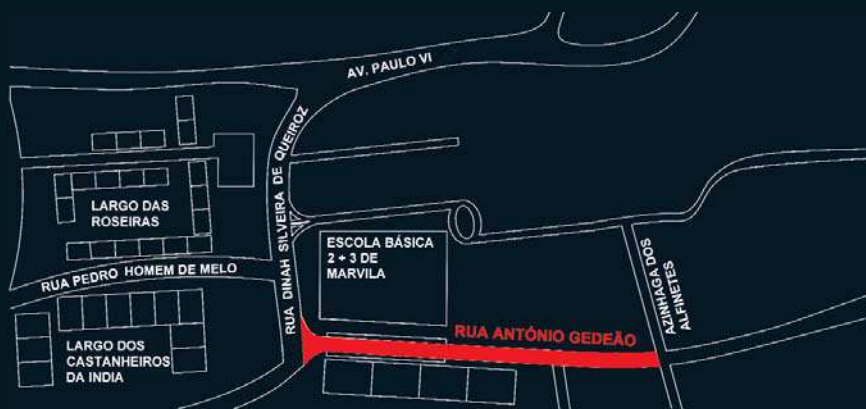 AV. PAULO VI
RUA DINAH SILVEIRA DE QUEIROZ
LARGO DAS
ROSEIRAS
ESCOLA BÁSICA
2 + 3 DE
MARVILA
RUA PEDRO HOMEM DE MELO
AZINHAGA DOS
ALFINETES
RUA ANTÓNIO GEDEÃO
LARGO DOS
CASTANHEIROS
DA INDIA